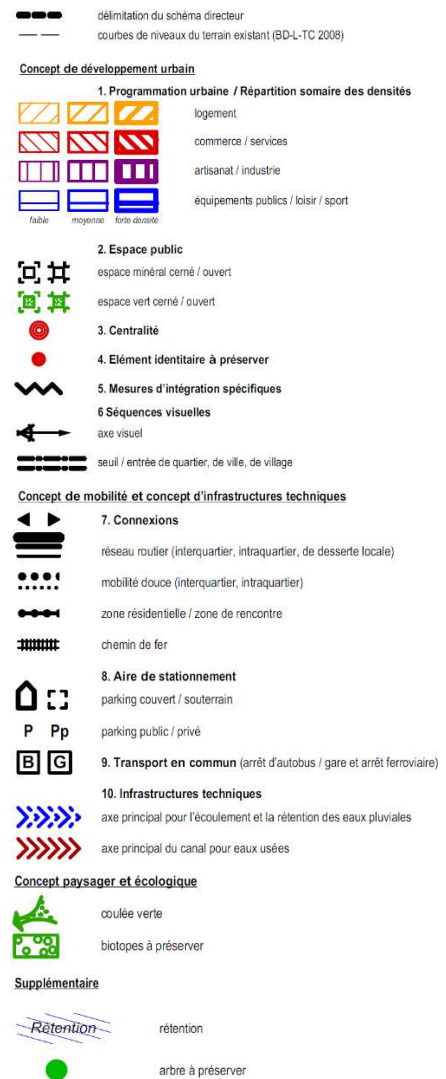 délimitation du schéma directeur
courbes de niveaux du terrain existant (BD-L-TC 2008)
Concept de développement urbain
1. Programmation urbaine / Répartition somaire des densités
logement
commerce / services
artisanat / industrie
équipements publics / loisir / sport
faible moyenne forte densité
2. Espace public
espace minéral cerné / ouvert
espace vert cerné / ouvert
3. Centralité
4. Elément identitaire à préserver
5. Mesures d'intégration spécifiques
6 Séquences visuelles
axe visuel
seuil / entrée de quartier, de ville, de village
Concept de mobilité et concept d'infrastructures techniques
7. Connexions
réseau routier (interquartier, intraquartier, de desserte locale)
mobilité douce (interquartier, intraquartier)
zone résidentielle / zone de rencontre
chemin de fer
8. Aire de stationnement
parking couvert / souterrain
P Pp parking public / privé
B G 9. Transport en commun (arrêt d'autobus / gare et arrêt ferroviaire)
10. Infrastructures techniques
axe principal pour l'écoulement et la rétention des eaux pluviales
axe principal du canal pour eaux usées
Concept paysager et écologique
coulée verte
biotopes à préserver
Supplémentaire
Rétention rétention
arbre à préserver